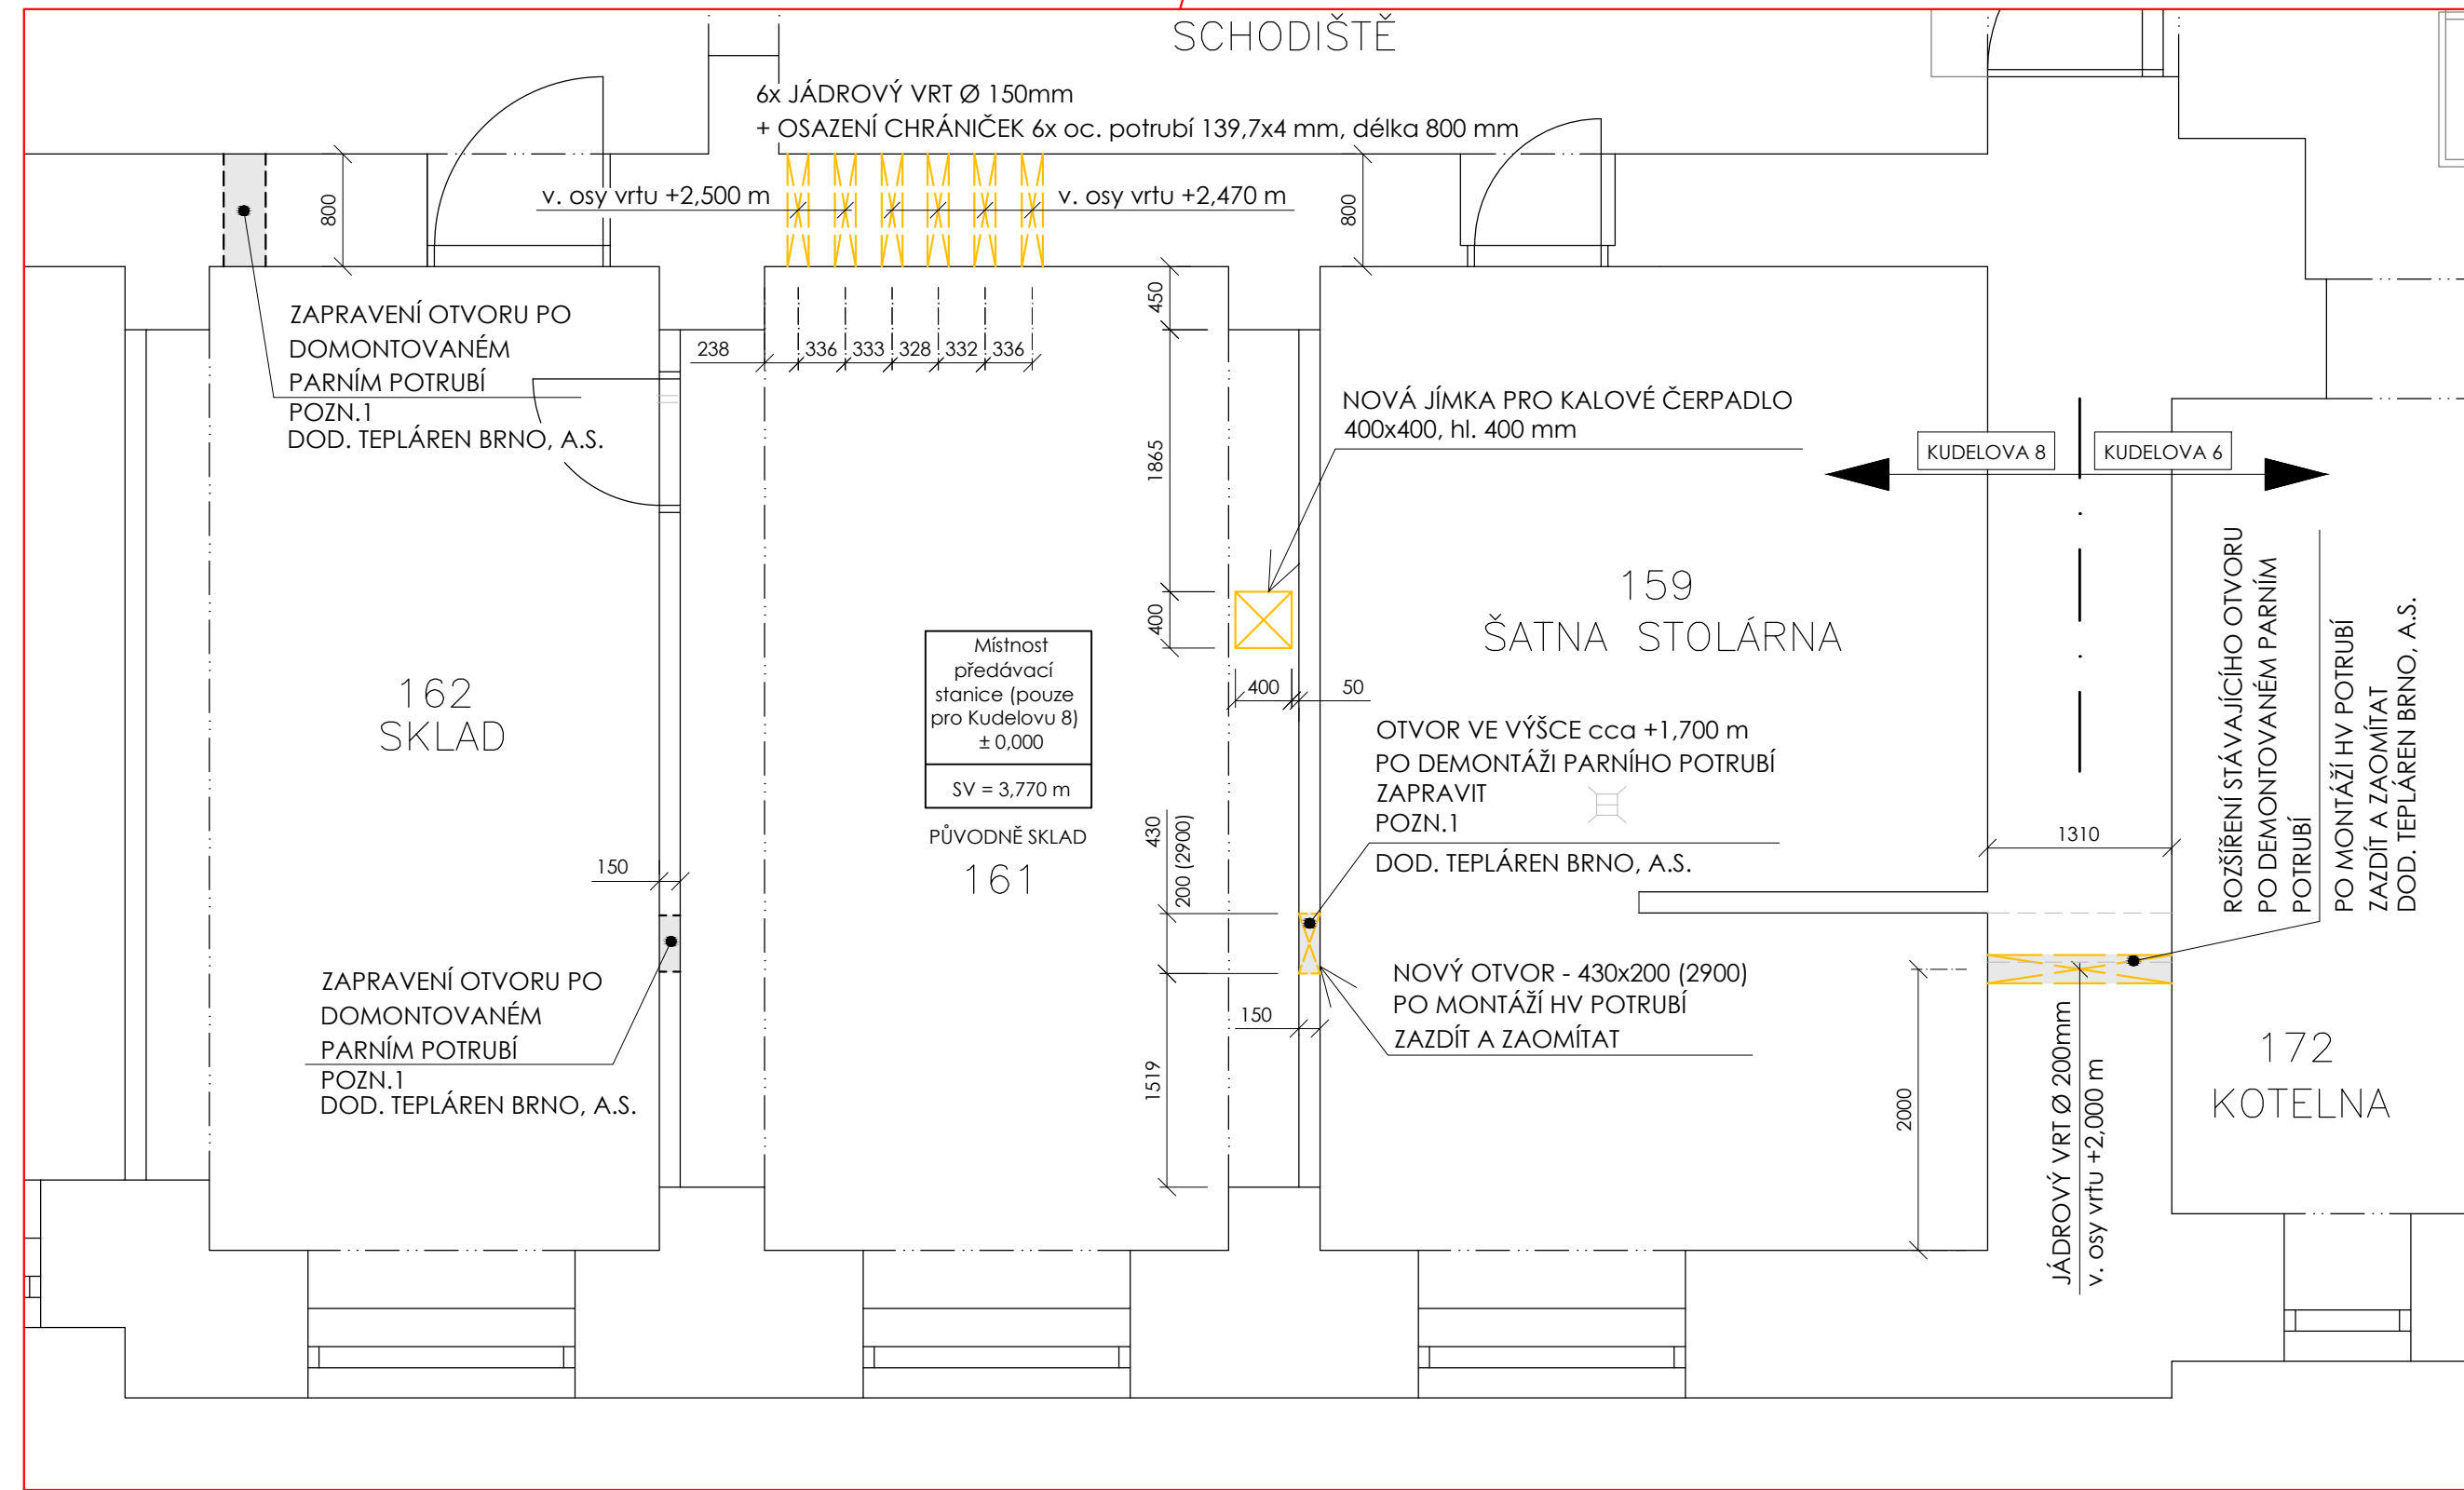 SCHODIŠTĚ
6x JÁDROVÝ VRT Ø 150mm
+ OSAZENÍ CHRÁNIČEK 6x oc. potrubí 139,7x4 mm, délka 800 mm
v. osy vrtu +2,500 m
v. osy vrtu +2,470 m
800
800
ZAPRAVENÍ OTVORU PO
DOMONTOVANÉM
PARNÍM POTRUBÍ
POZN.1
DOD. TEPLÁREN BRNO, A.S.
238
336
333
328
332
336
450
1865
400
NOVÁ JÍMKA PRO KALOVÉ ČERPADLO
400x400, hl. 400 mm
KUDELOVA 8
KUDELOVA 6
159
ŠATNA STOLÁRNA
162
SKLAD
Místnost
předávací
stanice (pouze
pro Kudelovu 8)
± 0,000
SV = 3,770 m
PŮVODNĚ SKLAD
161
400
50
OTVOR VE VÝŠCE cca +1,700 m
PO DEMONTÁŽI PARNÍHO POTRUBÍ
ZAPRAVIT
POZN.1
DOD. TEPLÁREN BRNO, A.S.
430
200 (2900)
150
1310
ROZŠÍŘENÍ STÁVAJÍCÍHO OTVORU
PO DEMONTOVANÉM PARNÍM
POTRUBÍ
PO MONTÁŽÍ HV POTRUBÍ
ZAZDÍT A ZAOMÍTAT
DOD. TEPLÁREN BRNO, A.S.
ZAPRAVENÍ OTVORU PO
DOMONTOVANÉM
PARNÍM POTRUBÍ
POZN.1
DOD. TEPLÁREN BRNO, A.S.
NOVÝ OTVOR - 430x200 (2900)
PO MONTÁŽÍ HV POTRUBÍ
ZAZDÍT A ZAOMÍTAT
150
1519
2000
JÁDROVÝ VRT Ø 200mm
v. osy vrtu +2,000 m
172
KOTELNA